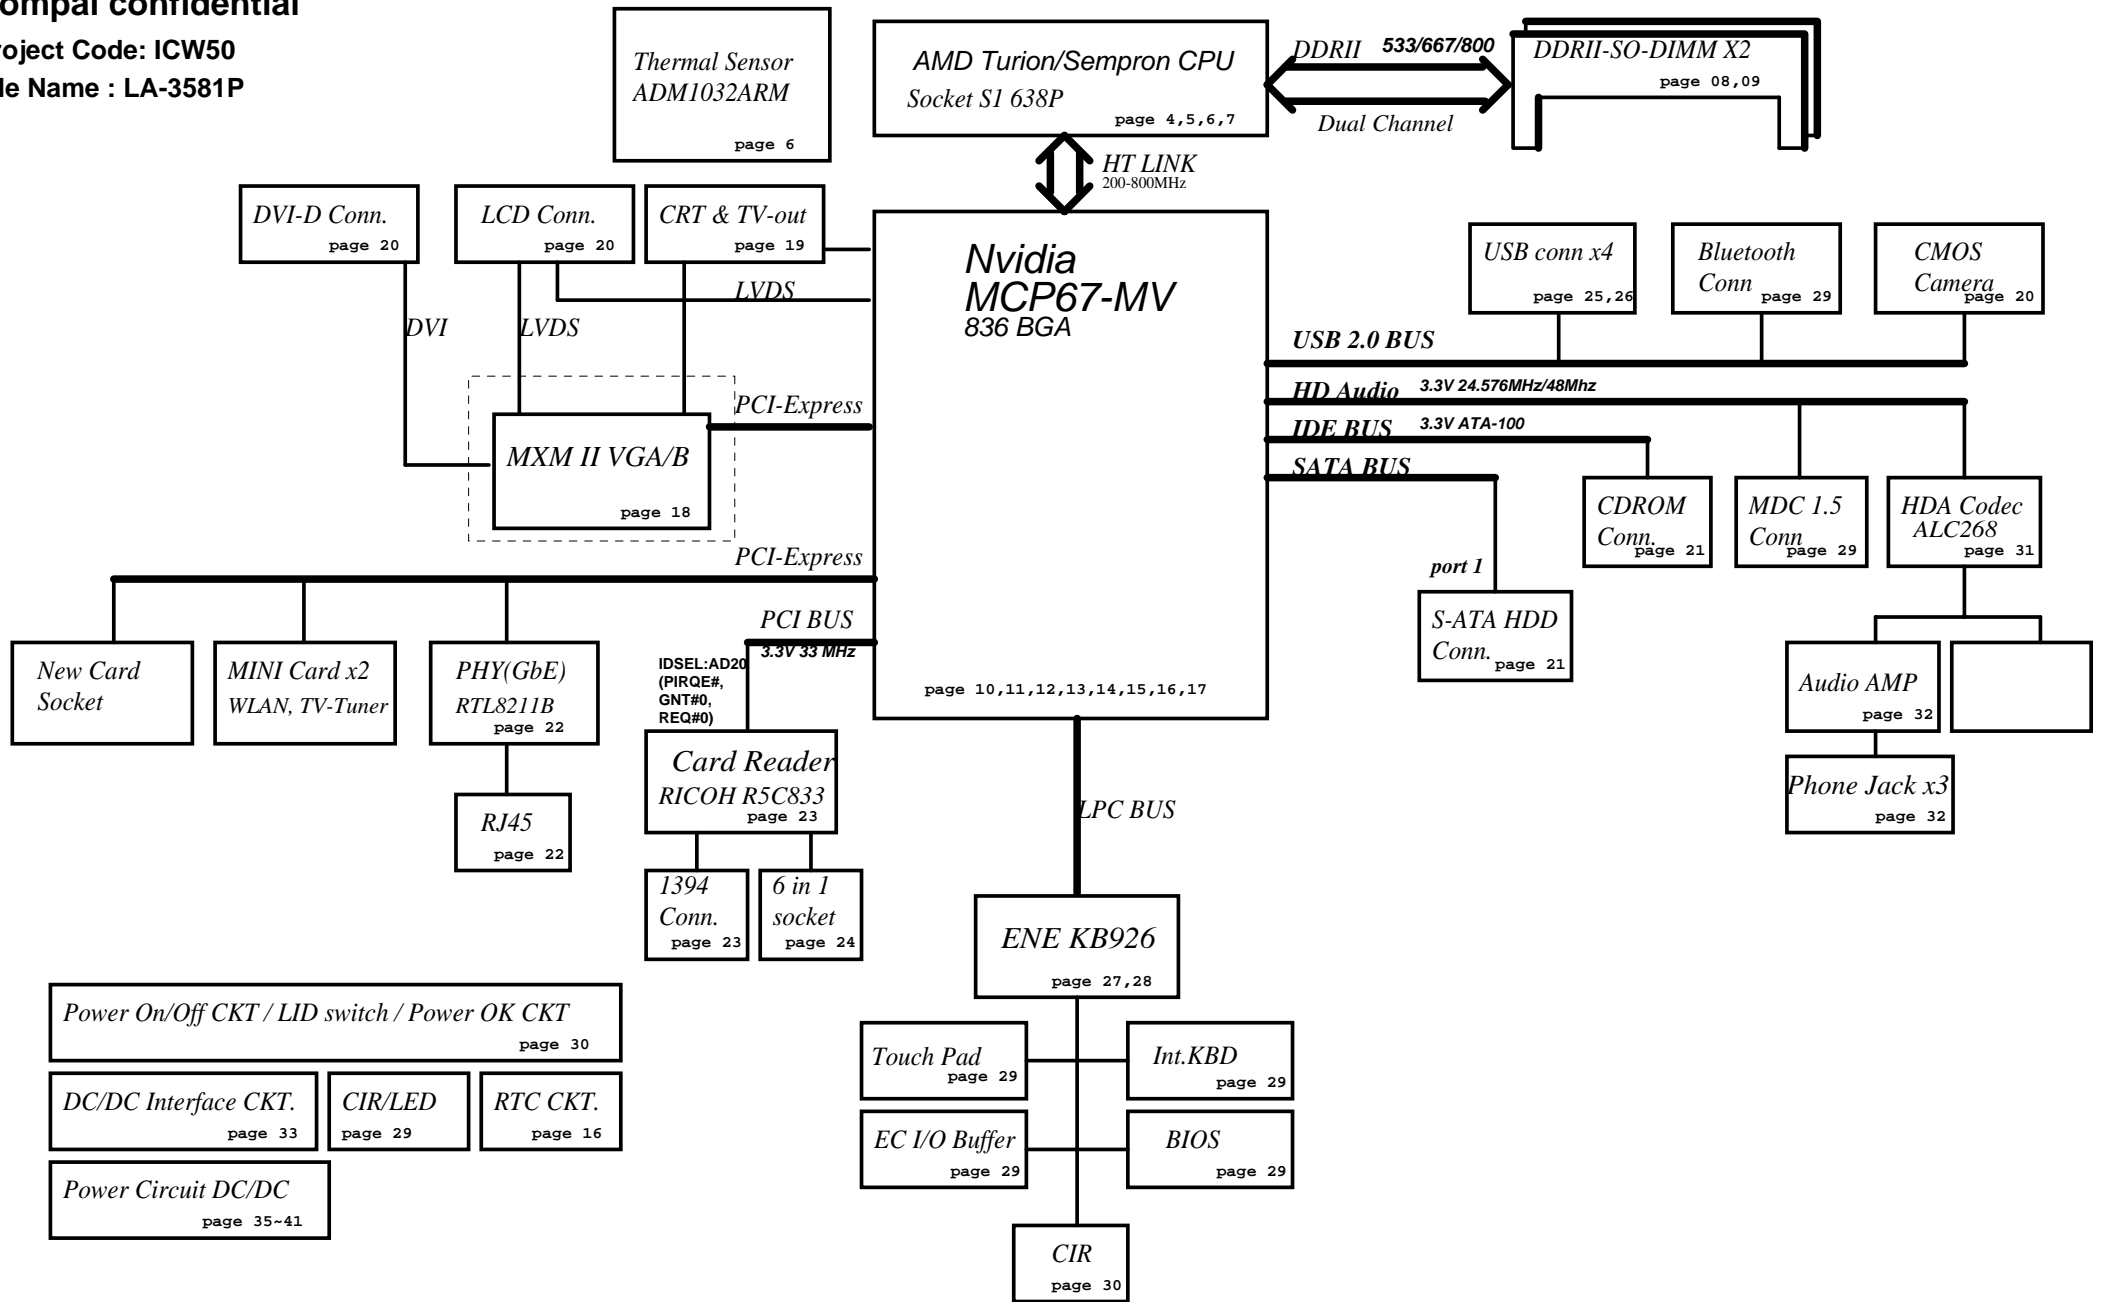 ompal confidential
roject Code: ICW50
le Name : LA-3581P
Thermal Sensor
ADM1032ARM
page 6
AMD Turion/Sempron CPU
Socket S1 638P
page 4,5,6,7
DDRII 533/667/800
Dual Channel
DDRII-SO-DIMM X2
page 08,09
HT LINK
200-800MHz
DVI-D Conn.
page 20
LCD Conn.
page 20
CRT & TV-out
page 19
Nvidia
MCP67-MV
836 BGA
page 10,11,12,13,14,15,16,17
LVDS
DVI
LVDS
PCI-Express
MXM II VGA/B
page 18
PCI-Express
USB conn x4
page 25,26
Bluetooth
Conn page 29
CMOS
Camera
page 20
USB 2.0 BUS
HD Audio 3.3V 24.576MHz/48Mhz
IDE BUS 3.3V ATA-100
SATA BUS
CDROM
Conn.
page 21
MDC 1.5
Conn
page 29
HDA Codec
ALC268
page 31
port 1
S-ATA HDD
Conn.
page 21
Audio AMP
page 32
Phone Jack x3
page 32
PCI BUS
3.3V 33 MHz
IDSEL:AD20
(PIRQE#,
GNT#0,
REQ#0)
New Card
Socket
MINI Card x2
WLAN, TV-Tuner
PHY(GbE)
RTL8211B
page 22
RJ45
page 22
Card Reader
RICOH R5C833
page 23
1394
Conn.
page 23
6 in 1
socket
page 24
LPC BUS
ENE KB926
page 27,28
Touch Pad
page 29
Int.KBD
page 29
EC I/O Buffer
page 29
BIOS
page 29
CIR
page 30
Power On/Off CKT / LID switch / Power OK CKT
page 30
DC/DC Interface CKT.
page 33
CIR/LED
page 29
RTC CKT.
page 16
Power Circuit DC/DC
page 35~41